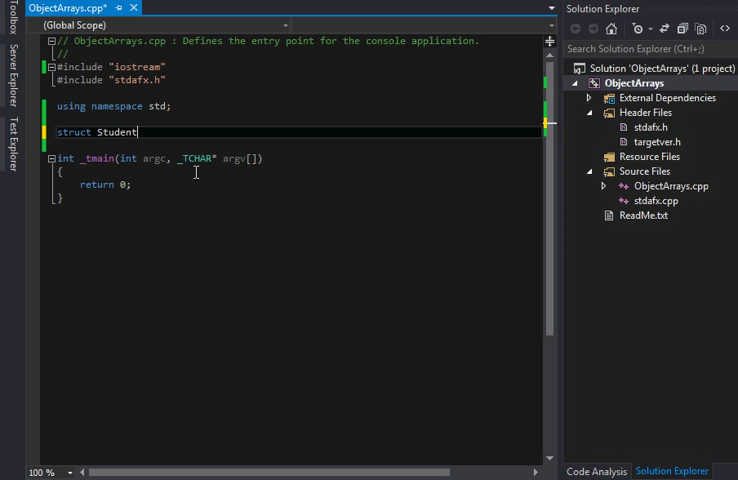 ObjectArrays.cpp*
(Global Scope)
// ObjectArrays.cpp : Defines the entry point for the console application.
//
#include "iostream"
#include "stdafx.h"
using namespace std;
struct Student
int _tmain(int argc, _TCHAR* argv[])
{
return 0;
}
100 %
Toolbox
Server Explorer
Test Explorer
Solution Explorer
Search Solution Explorer (Ctrl+;)
Solution 'ObjectArrays' (1 project)
ObjectArrays
External Dependencies
Header Files
stdafx.h
targetver.h
Resource Files
Source Files
ObjectArrays.cpp
stdafx.cpp
ReadMe.txt
Code Analysis Solution Explorer